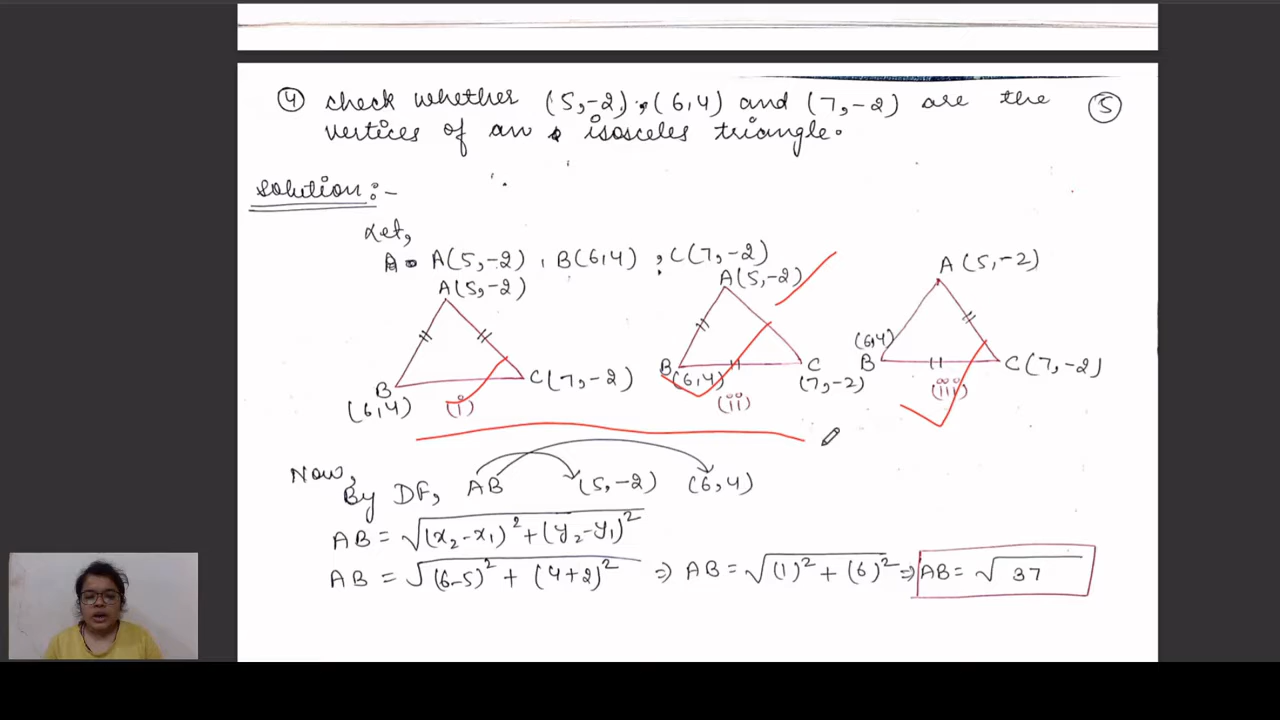 ④ check whether (5,-2), (6,4) and (7,-2) are the ⑤
vertices of an isosceles triangle.
Solution:-
Let,
A(5,-2), B(6,4), C(7,-2)
A(5,-2) A(5,-2) A(5,-2)
B (6,4) C(7,-2) B (6,4) C (7,-2) (6,4) B C(7,-2)
(i) (ii) (iii)
Now,
By DF, AB (5,-2) (6,4)
AB = √(x₂-x₁)² + (y₂-y₁)²
AB = √(6-5)² + (4+2)² ⇒ AB = √(1)² + (6)² ⇒ AB = √37